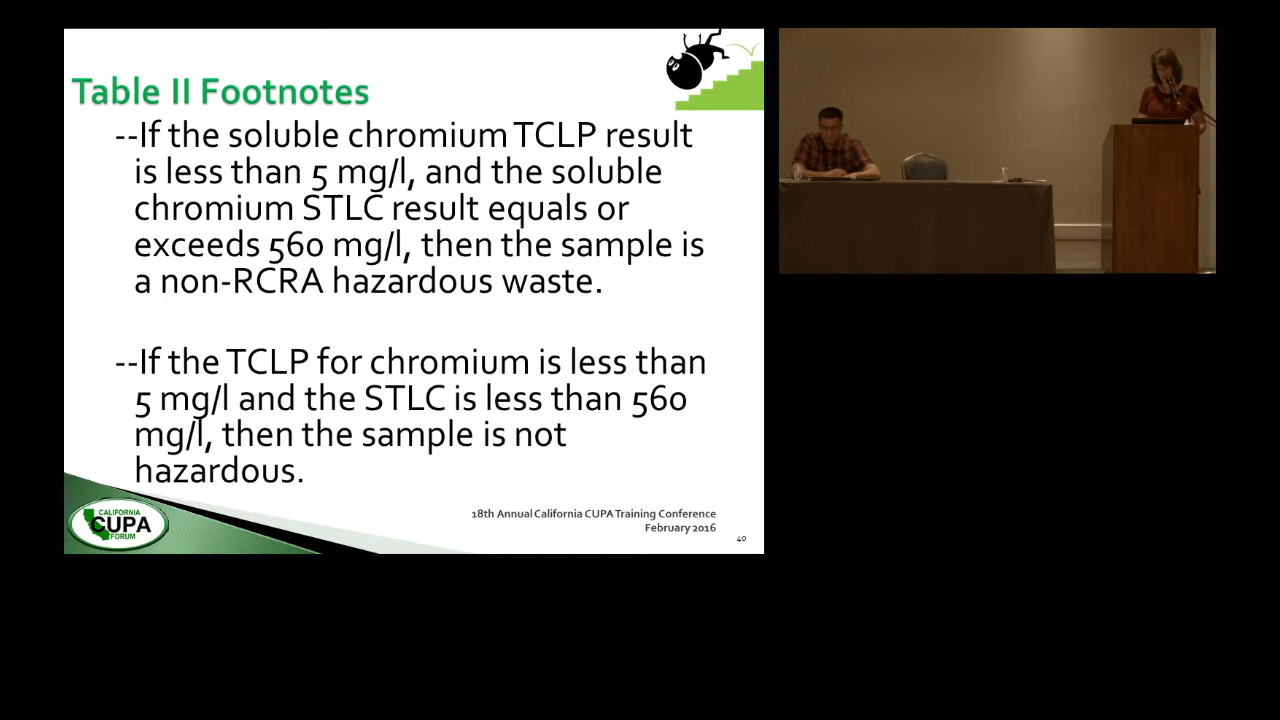 Table II Footnotes
--If the soluble chromium TCLP result
is less than 5 mg/l, and the soluble
chromium STLC result equals or
exceeds 560 mg/l, then the sample is
a non-RCRA hazardous waste.
--If the TCLP for chromium is less than
5 mg/l and the STLC is less than 560
mg/l, then the sample is not
hazardous.
CALIFORNIA
CUPA
FORUM
18th Annual California CUPA Training Conference
February 2016
40